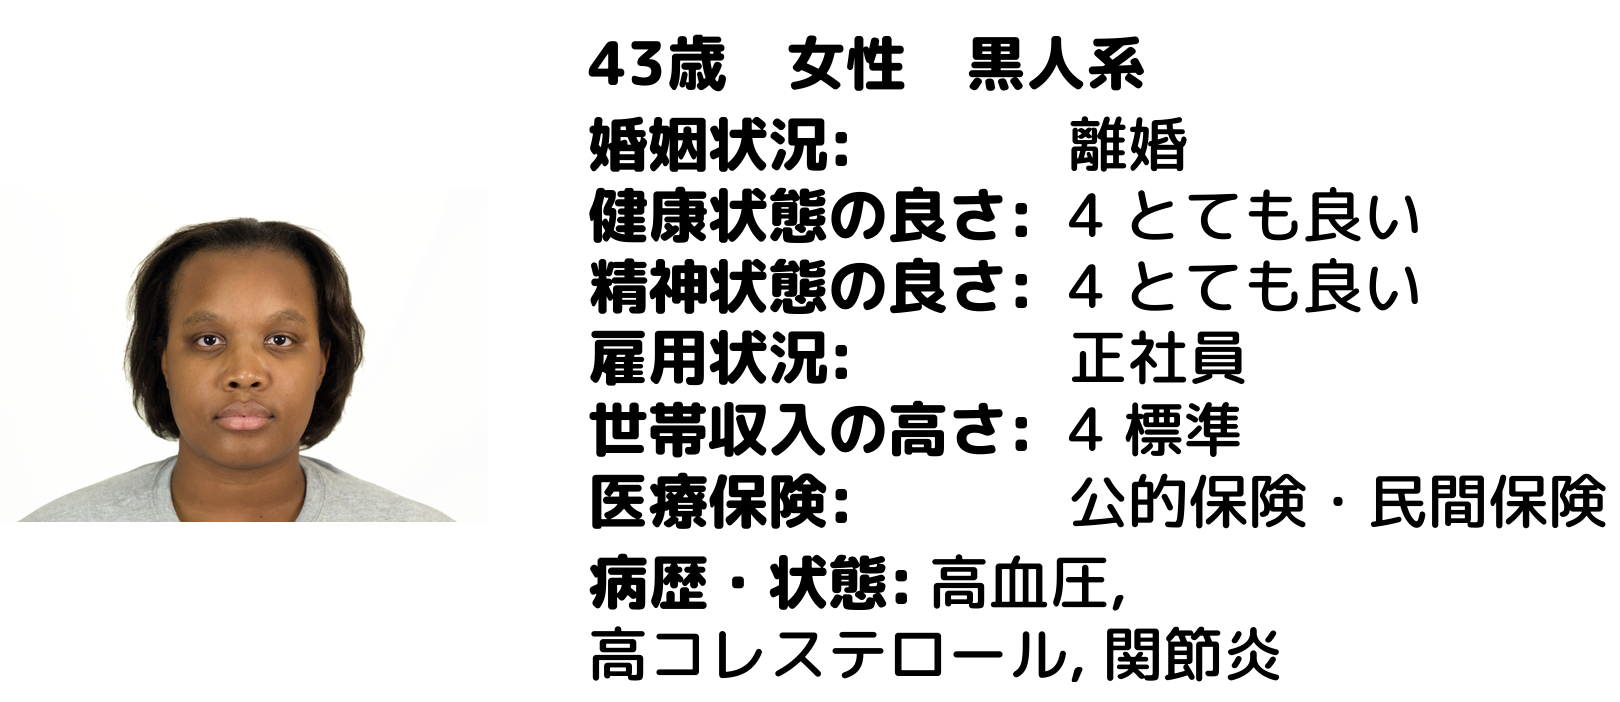 43歳　女性　黒人系
婚姻状況: 離婚
健康状態の良さ: 4 とても良い
精神状態の良さ: 4 とても良い
雇用状況: 正社員
世帯収入の高さ: 4 標準
医療保険: 公的保険・民間保険
病歴・状態: 高血圧,
高コレステロール, 関節炎